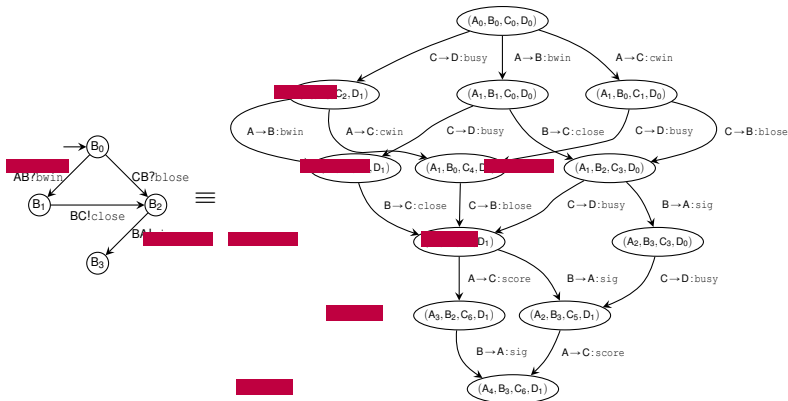 (A0,B0,C0,D0)
C→D:busy
A→B:bwin
A→C:cwin
C2,D1)
(A1,B1,C0,D0)
(A1,B0,C1,D0)
A→B:bwin
A→C:cwin
C→D:busy
B→C:close
C→D:busy
C→B:blose
B0
AB?bwin
CB?blose
D1)
(A1,B0,C4,D
(A1,B2,C3,D0)
B1
BC!close
B2
≡
B→C:close
C→B:blose
C→D:busy
B→A:sig
BA!
D1)
(A2,B3,C3,D0)
B3
A→C:score
B→A:sig
C→D:busy
(A3,B2,C6,D1)
(A2,B3,C5,D1)
B→A:sig
A→C:score
(A4,B3,C6,D1)